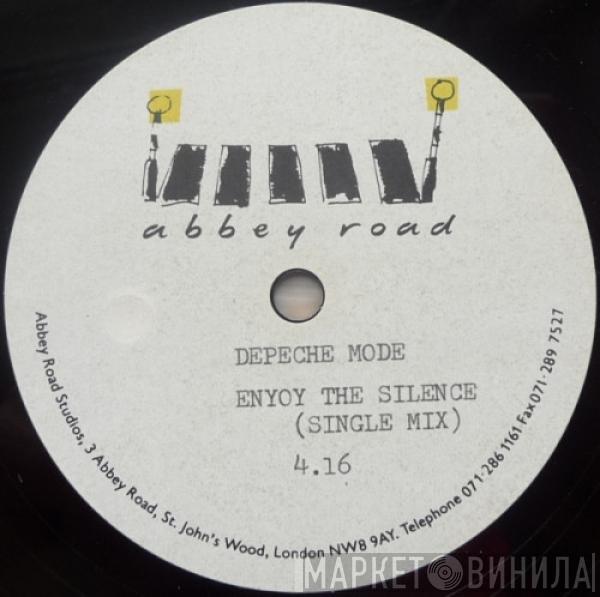 abbey road
DEPECHE MODE
ENYOY THE SILENCE
(SINGLE MIX)
4.16
Abbey Road Studios, 3 Abbey Road, St. John's Wood, London NW8 9AY. Telephone 071-286 1161 Fax 071-289 7527
МАРКЕТ ВИНИЛА